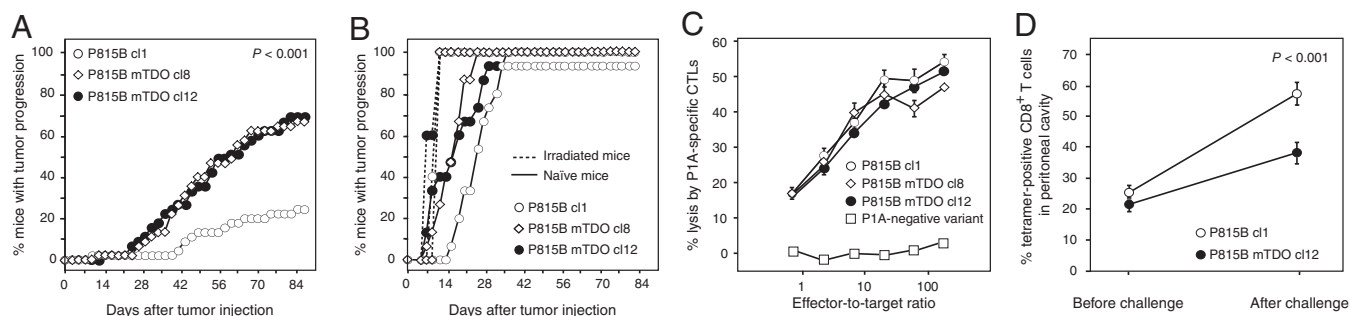 A
% mice with tumor progression
100
80
60
40
20
0
P815B cl1
P815B mTDO cl8
P815B mTDO cl12
P < 0.001
0 14 28 42 56 70 84
Days after tumor injection
B
% mice with tumor progression
100
80
60
40
20
0
Irradiated mice
Naïve mice
P815B cl1
P815B mTDO cl8
P815B mTDO cl12
0 14 28 42 56 70 84
Days after tumor injection
C
% lysis by P1A-specific CTLs
60
50
40
30
20
10
0
P815B cl1
P815B mTDO cl8
P815B mTDO cl12
P1A-negative variant
1 10 100
Effector-to-target ratio
D
% tetramer-positive CD8+ T cells
in peritoneal cavity
70
60
50
40
30
20
10
0
P < 0.001
P815B cl1
P815B mTDO cl12
Before challenge After challenge